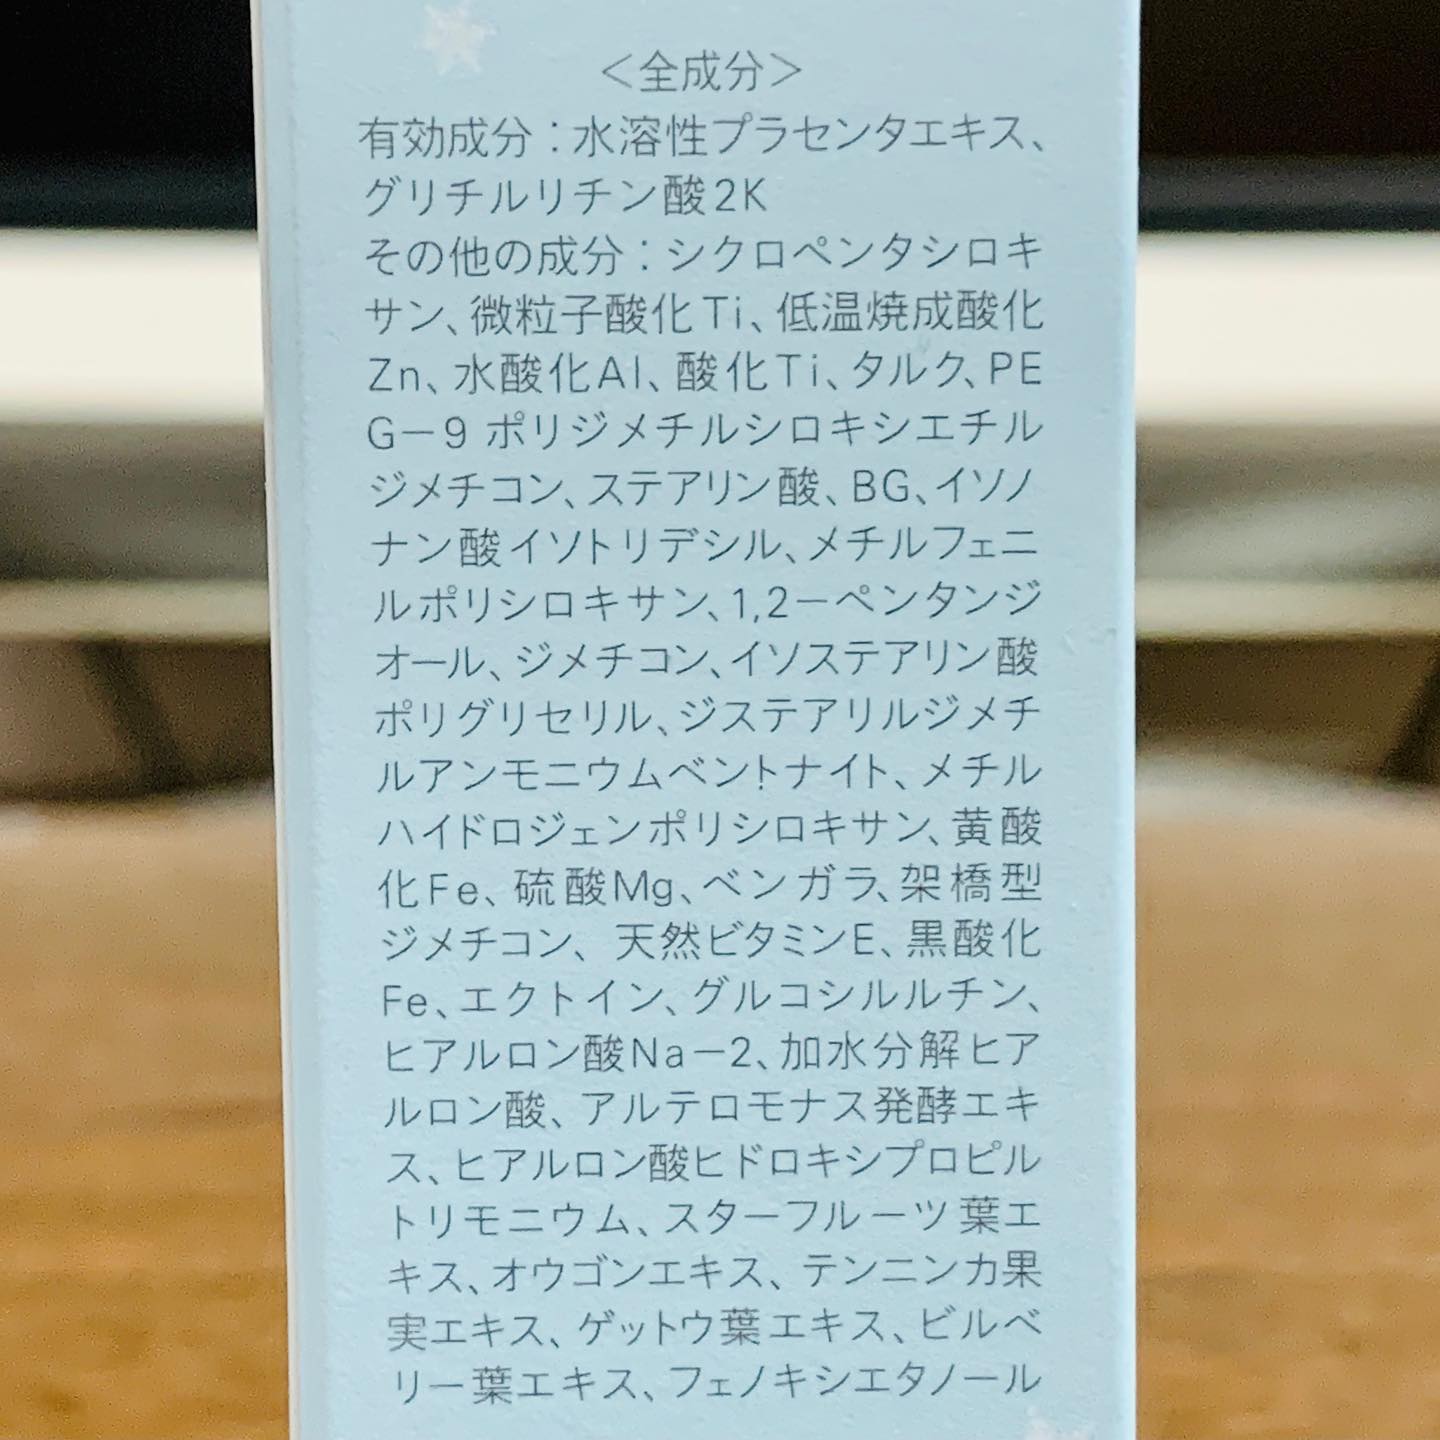 ＜全成分＞
有効成分：水溶性プラセンタエキス、
グリチルリチン酸2K
その他の成分：シクロペンタシロキ
サン、微粒子酸化Ti、低温焼成酸化
Zn、水酸化Al、酸化Ti、タルク、PE
G－9 ポリジメチルシロキシエチル
ジメチコン、ステアリン酸、BG、イソノ
ナン酸イソトリデシル、メチルフェニ
ルポリシロキサン、1,2－ペンタンジ
オール、ジメチコン、イソステアリン酸
ポリグリセリル、ジステアリルジメチ
ルアンモニウムベントナイト、メチル
ハイドロジェンポリシロキサン、黄酸
化Fe、硫酸Mg、ベンガラ、架橋型
ジメチコン、天然ビタミンE、黒酸化
Fe、エクトイン、グルコシルルチン、
ヒアルロン酸Na－2、加水分解ヒア
ルロン酸、アルテロモナス発酵エキ
ス、ヒアルロン酸ヒドロキシプロピル
トリモニウム、スターフルーツ葉エ
キス、オウゴンエキス、テンニンカ果
実エキス、ゲットウ葉エキス、ビルベ
リー葉エキス、フェノキシエタノール